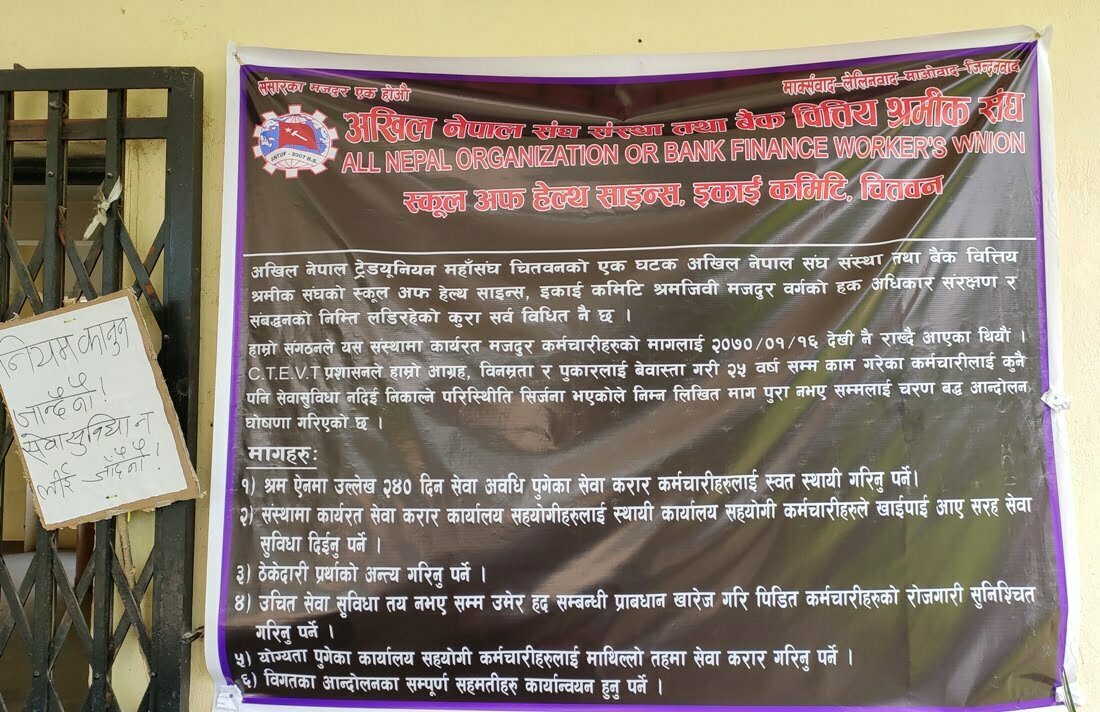 संसारका मजदुर एक होऔ
मार्क्सवाद-लेलिनवाद-माओवाद-जिन्दावाद
अखिल नेपाल संघ संस्था तथा बैक वित्तिय श्रमीक संघ
ALL NEPAL ORGANIZATION OR BANK FINANCE WORKER'S VNION
ANTUF - 2007 B.S.
स्कूल अफ हेल्थ साइन्स, इकाई कमिटि, चितवन
अखिल नेपाल ट्रेडयूनियन महाँसंघ चितवनको एक घटक अखिल नेपाल संघ संस्था तथा बैंक वित्तिय
श्रमीक संघको स्कूल अफ हेल्थ साइन्स, इकाई कमिटि श्रमजिवी मजदुर वर्गको हक अधिकार संरक्षण र
संबद्धनको निम्ति लडिरहेको कुरा सर्व विधित नै छ ।
हाम्रो संगठनले यस संस्थामा कार्यरत मजदुर कर्मचारीहरुको मागलाई २०७०/०१/१६ देखी नै राख्दै आएका थियौं ।
C.T.E.V.T प्रशासनले हाम्रो आग्रह, विनम्रता र पुकारलाई बेवास्ता गरी २५ वर्ष सम्म काम गरेका कर्मचारीलाई कुनै
पनि सेवासुविधा नदिई निकाल्ने परिस्थीति सिर्जना भएकोले निम्न लिखित माग पुरा नभए सम्मलाई चरण बद्ध आन्दोलन
घोषणा गरिएको छ ।
मागहरु:
१) श्रम ऐनमा उल्लेख २४० दिन सेवा अवधि पुगेका सेवा करार कर्मचारीहरुलाई स्वत स्थायी गरिनु पर्ने।
२) संस्थामा कार्यरत सेवा करार कार्यालय सहयोगीहरुलाई स्थायी कार्यालय सहयोगी कर्मचारीहरुले खाईपाई आए सरह सेवा
सुविधा दिईनु पर्ने ।
३) ठेकेदारी प्रर्थाको अन्त्य गरिनु पर्ने ।
४) उचित सेवा सुविधा तय नभए सम्म उमेर हद सम्बन्धी प्राबधान खारेज गरि पिडित कर्मचारीहरुको रोजगारी सुनिश्चित
गरिनु पर्ने ।
५) योग्यता पुगेका कार्यालय सहयोगी कर्मचारीहरुलाई माथिल्लो तहमा सेवा करार गरिनु पर्ने ।
६) विगतका आन्दोलनका सम्पूर्ण सहमतीहरु कार्यान्वयन हुनु पर्ने ।
नियम कानुन
जान्दैनौ!
सेवासुविधा न
लीई जाँदैनौ!